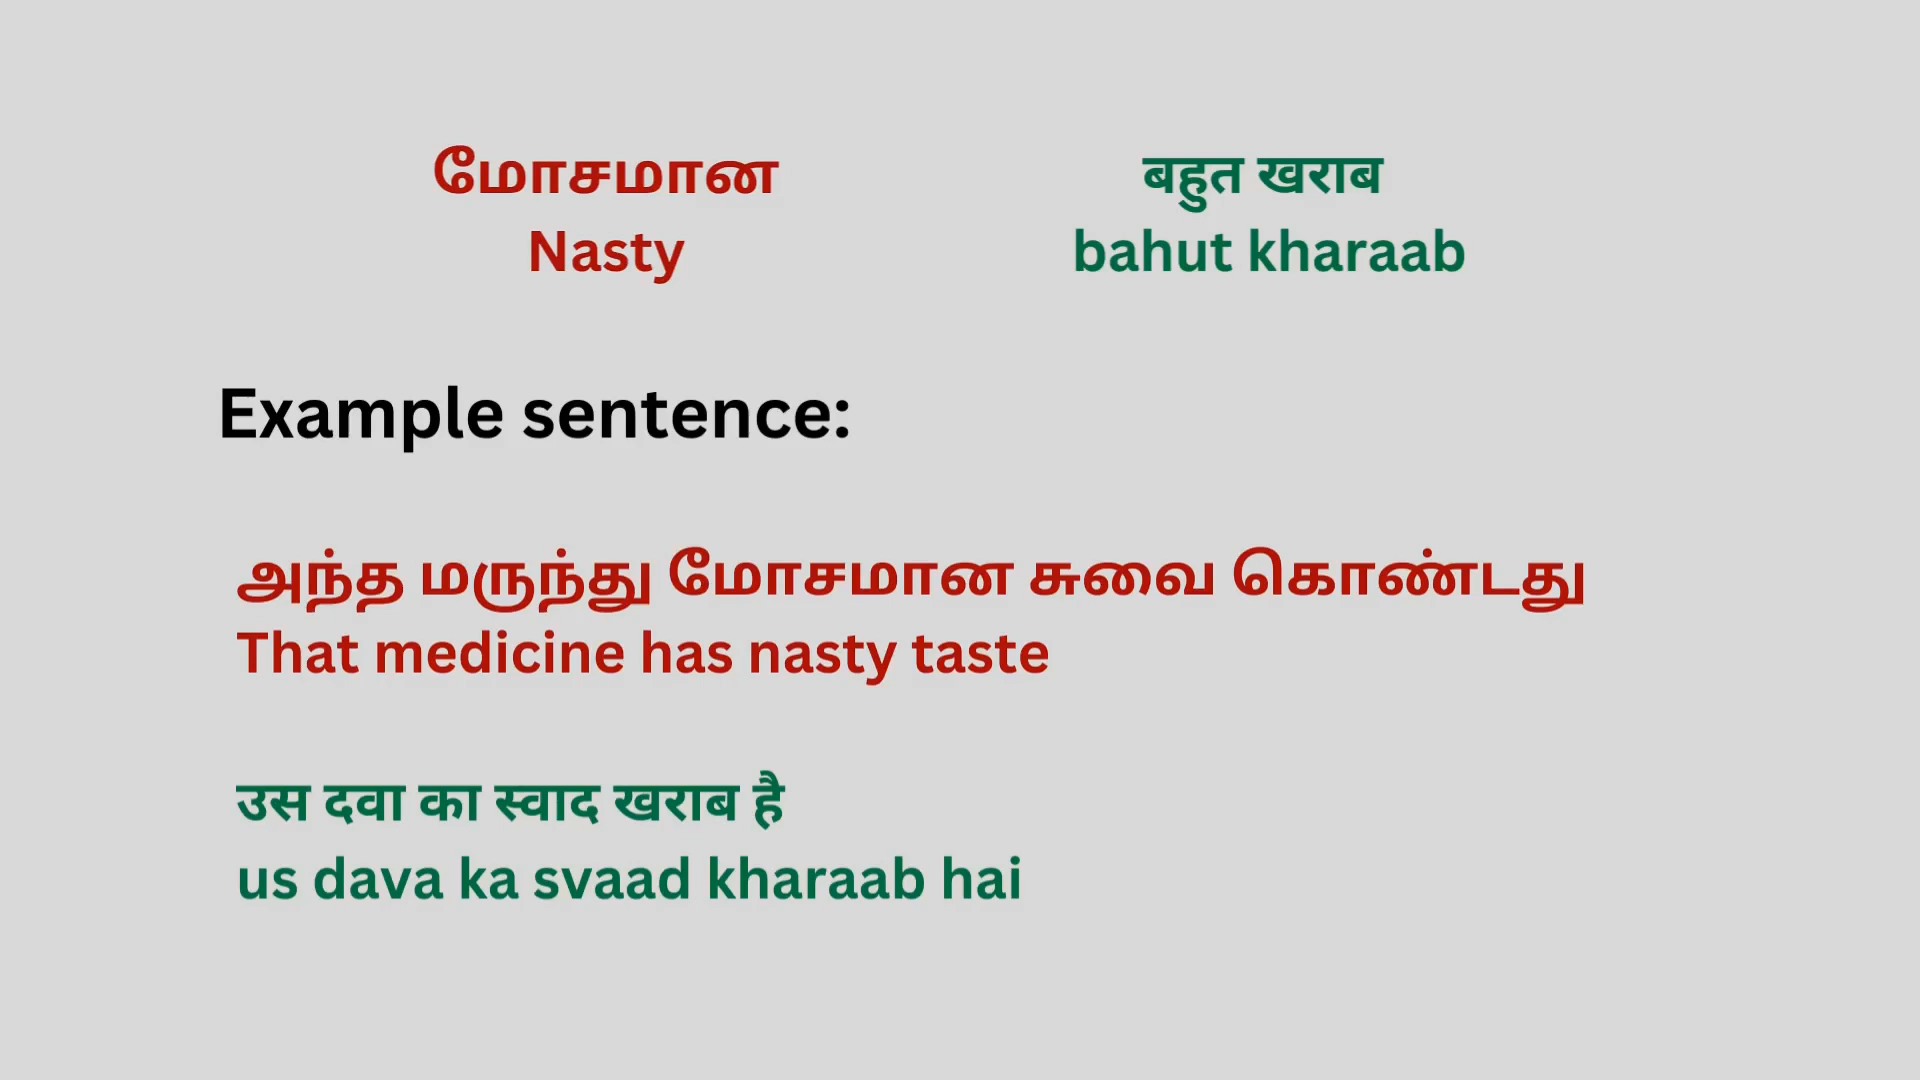 மோசமான
Nasty
बहुत खराब
bahut kharaab
Example sentence:
அந்த மருந்து மோசமான சுவை கொண்டது
That medicine has nasty taste
उस दवा का स्वाद खराब है
us dava ka svaad kharaab hai